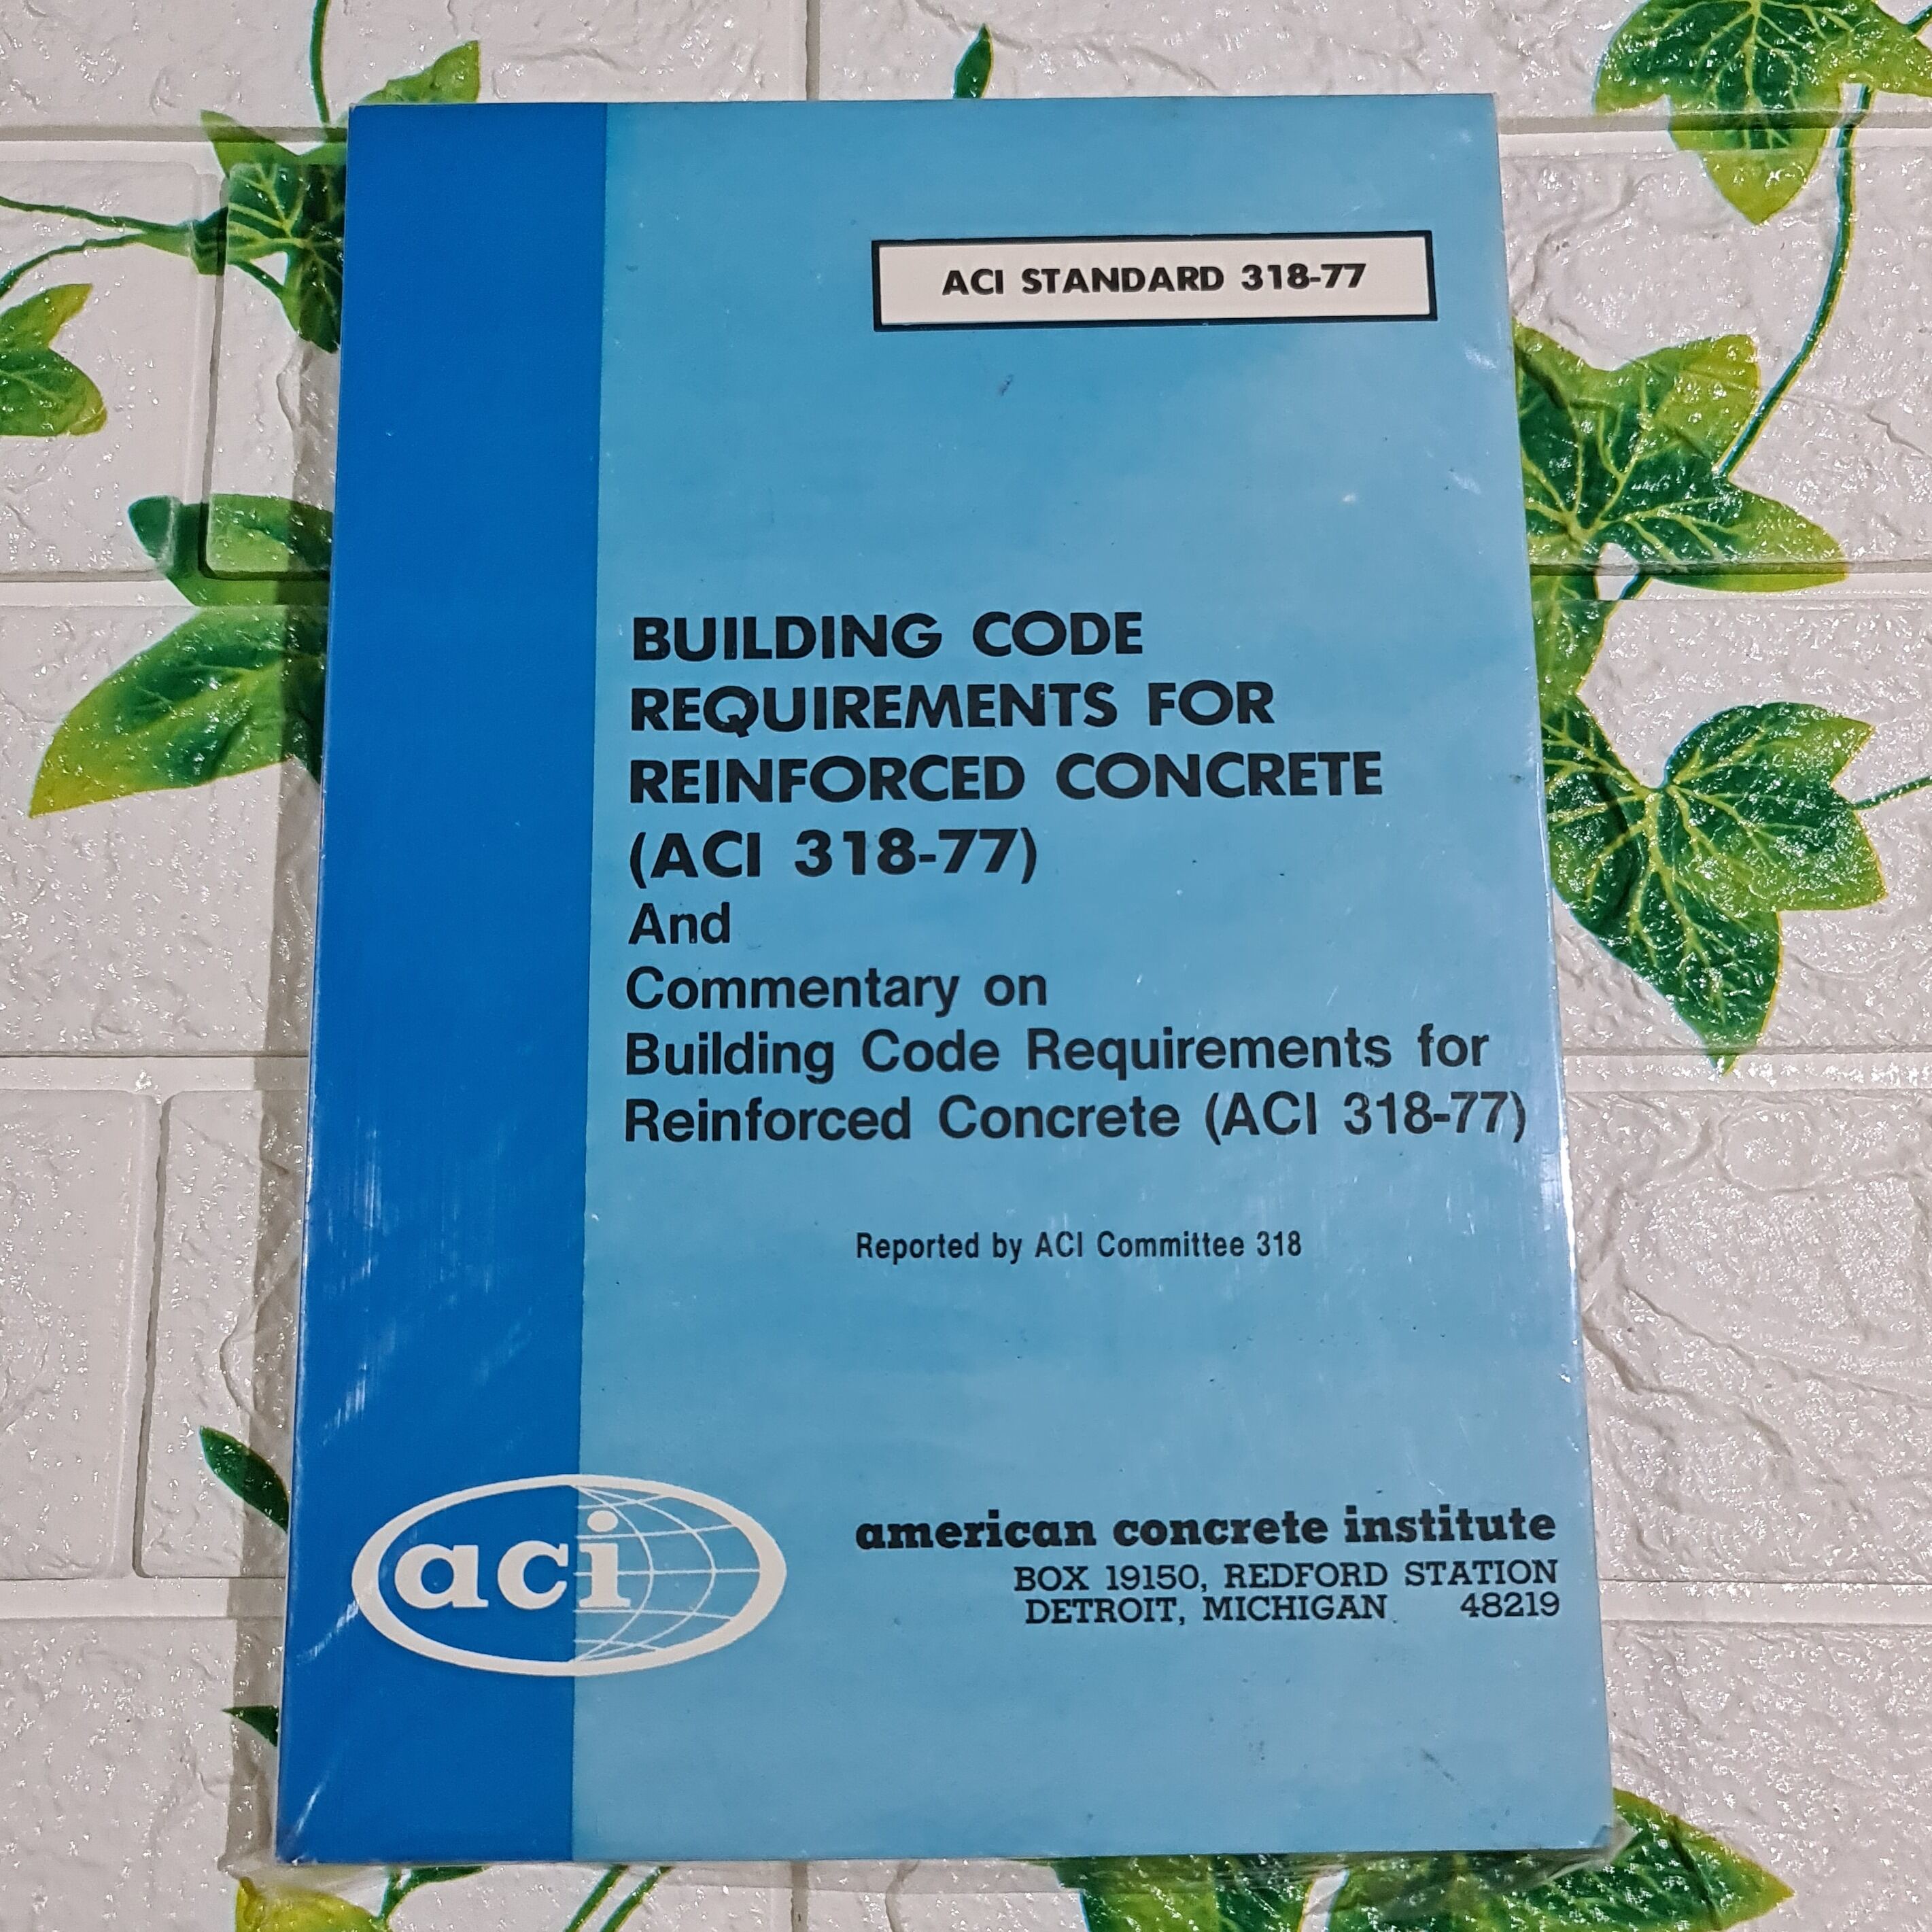 ACI STANDARD 318-77
BUILDING CODE
REQUIREMENTS FOR
REINFORCED CONCRETE
(ACI 318-77)
And
Commentary on
Building Code Requirements for
Reinforced Concrete (ACI 318-77)
Reported by ACI Committee 318
aci
american concrete institute
BOX 19150, REDFORD STATION
DETROIT, MICHIGAN 48219